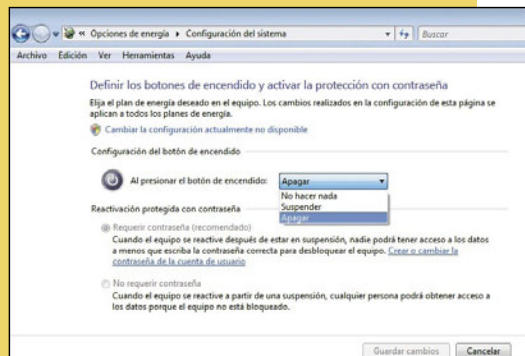 « Opciones de energía ▸ Configuración del sistema
Buscar
Archivo Edición Ver Herramientas Ayuda
Definir los botones de encendido y activar la protección con contraseña
Elija el plan de energía deseado en el equipo. Los cambios realizados en la configuración de esta página se
aplican a todos los planes de energía.
Cambiar la configuración actualmente no disponible
Configuración del botón de encendido
Al presionar el botón de encendido: Apagar
No hacer nada
Suspender
Apagar
Reactivación protegida con contraseña
Requerir contraseña (recomendado)
Cuando el equipo se reactive después de estar en suspensión, nadie podrá tener acceso a los datos
a menos que escriba la contraseña correcta para desbloquear el equipo. Crear o cambiar la
contraseña de la cuenta de usuario
No requerir contraseña
Cuando el equipo se reactive a partir de una suspensión, cualquier persona podrá obtener acceso a
los datos porque el equipo no está bloqueado.
Guardar cambios Cancelar